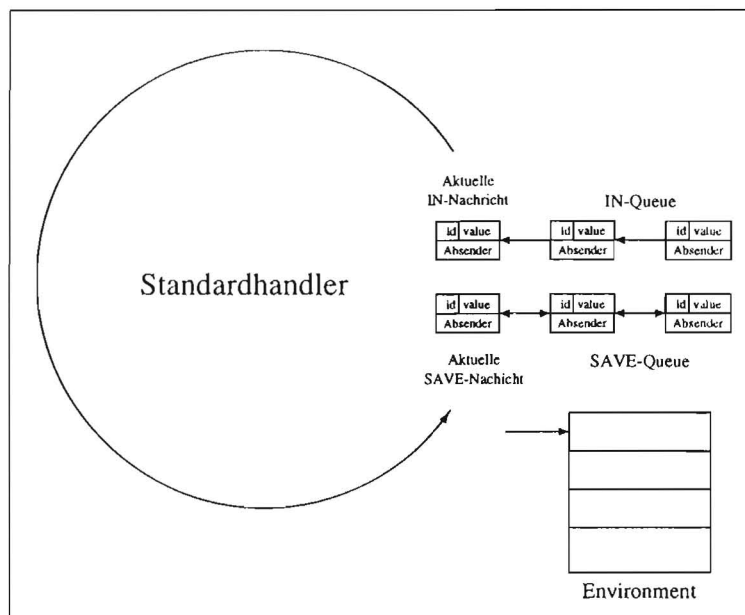 Aktuelle
IN-Nachricht
IN-Queue
id value
id value
id value
Absender
Absender
Absender
Standardhandler
id value
id value
id value
Absender
Absender
Absender
Aktuelle
SAVE-Nachicht
SAVE-Queue
Environment